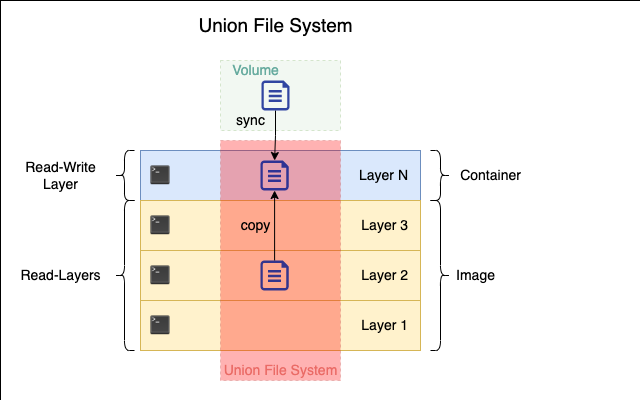 Union File System
Volume
sync
Read-Write
Layer
Layer N
Container
copy
Layer 3
Read-Layers
Layer 2
Image
Layer 1
Union File System